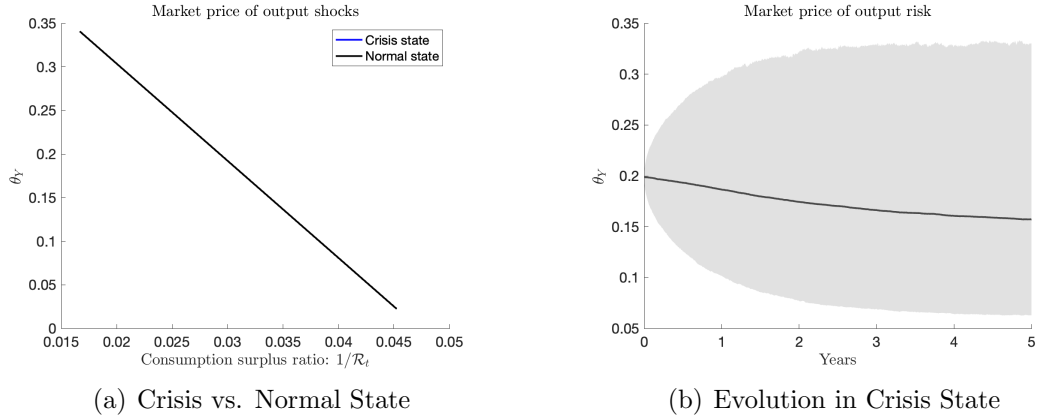 Market price of output shocks
0.35
0.3
0.25
0.2
0.15
0.1
0.05
0
θ_Y
Crisis state
Normal state
0.015 0.02 0.025 0.03 0.035 0.04 0.045 0.05
Consumption surplus ratio: 1/ℛ_t
(a) Crisis vs. Normal State
Market price of output risk
0.35
0.3
0.25
0.2
0.15
0.1
0.05
θ_Y
0 1 2 3 4 5
Years
(b) Evolution in Crisis State